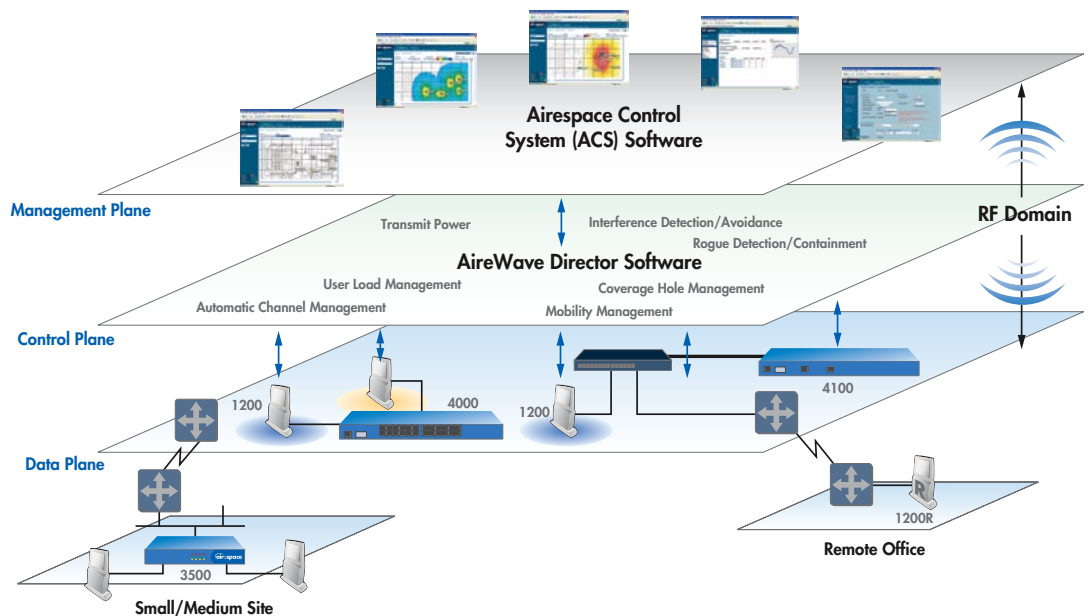 Airespace Control
System (ACS) Software
Management Plane
RF Domain
Transmit Power
Interference Detection/Avoidance
Rogue Detection/Containment
AireWave Director Software
User Load Management
Coverage Hole Management
Automatic Channel Management
Mobility Management
Control Plane
4100
1200
4000
1200
Data Plane
1200R
Remote Office
airespace
3500
Small/Medium Site